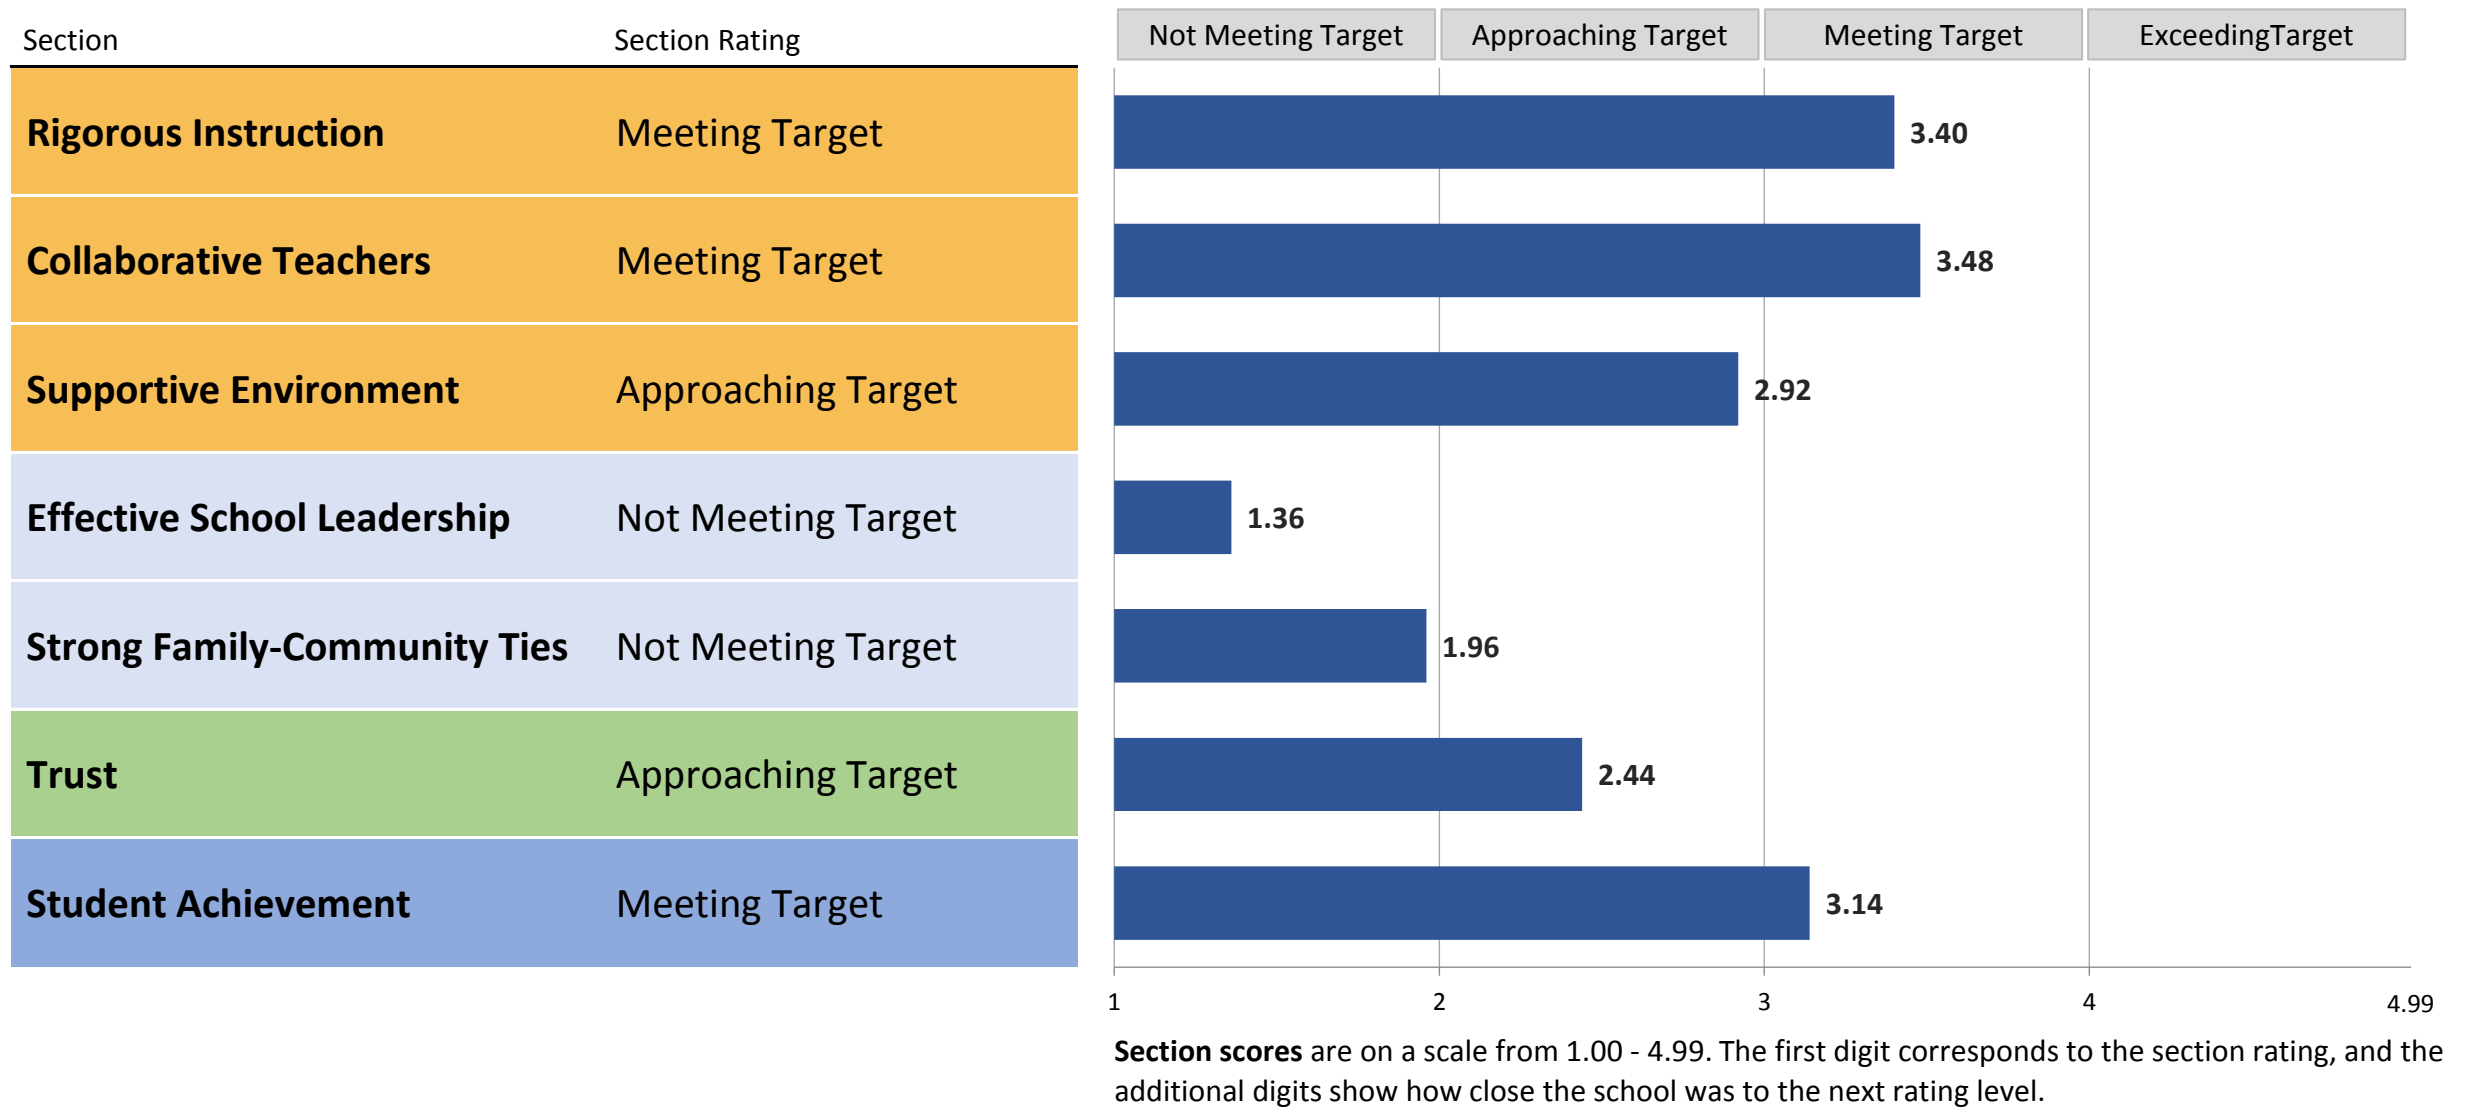 Section Section Rating Not Meeting Target Approaching Target Meeting Target ExceedingTarget
Rigorous Instruction Meeting Target 3.40
Collaborative Teachers Meeting Target 3.48
Supportive Environment Approaching Target 2.92
Effective School Leadership Not Meeting Target 1.36
Strong Family-Community Ties Not Meeting Target 1.96
Trust Approaching Target 2.44
Student Achievement Meeting Target 3.14
1 2 3 4 4.99
Section scores are on a scale from 1.00 - 4.99. The first digit corresponds to the section rating, and the
additional digits show how close the school was to the next rating level.